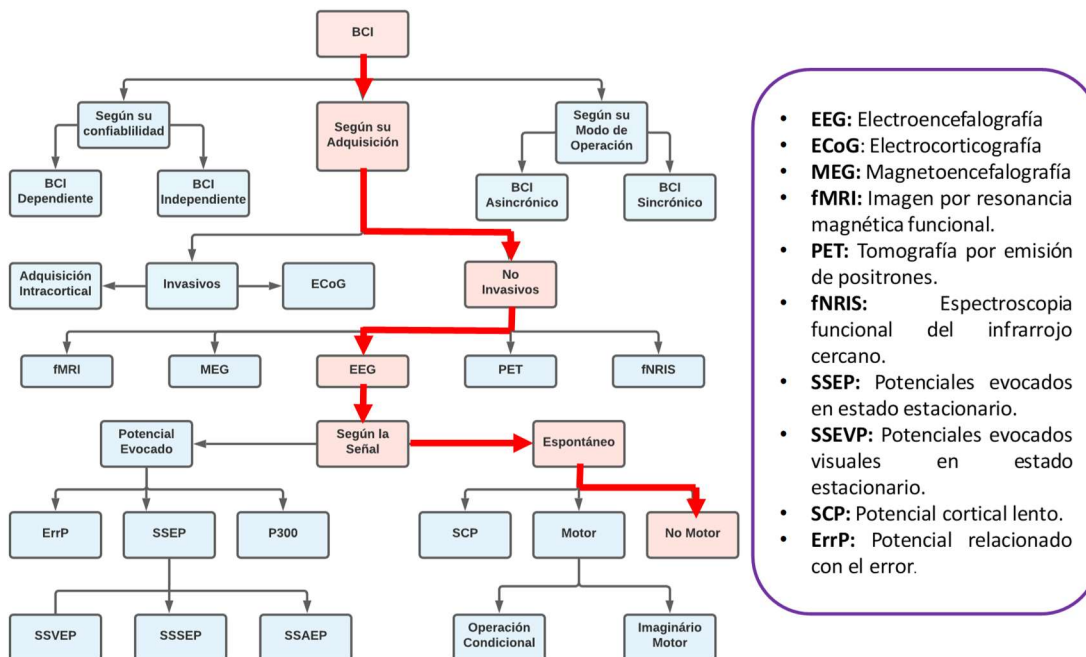 BCI
Según su
confiablilidad
Según su
Adquisición
Según su
Modo de
Operación
BCI
Dependiente
BCI
Independiente
BCI
Asincrónico
BCI
Sincrónico
Adquisición
Intracortical
Invasivos
ECoG
No
Invasivos
fMRI
MEG
EEG
PET
fNRIS
Potencial
Evocado
Según la
Señal
Espontáneo
ErrP
SSEP
P300
SCP
Motor
No Motor
SSVEP
SSSEP
SSAEP
Operación
Condicional
Imaginário
Motor
• EEG: Electroencefalografía
• ECoG: Electrocorticografía
• MEG: Magnetoencefalografía
• fMRI: Imagen por resonancia
magnética funcional.
• PET: Tomografía por emisión
de positrones.
• fNRIS: Espectroscopia
funcional del infrarrojo
cercano.
• SSEP: Potenciales evocados
en estado estacionario.
• SSEVP: Potenciales evocados
visuales en estado
estacionario.
• SCP: Potencial cortical lento.
• ErrP: Potencial relacionado
con el error.